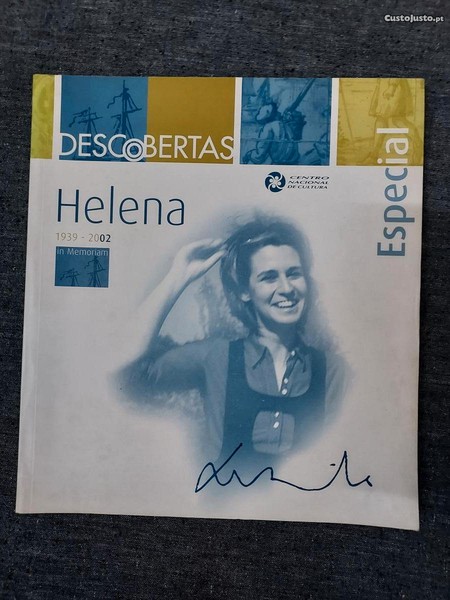 CustoJusto.pt
DESCOBERTAS
Especial
CENTRO
NACIONAL
DE CULTURA
Helena
1939 - 2002
in Memoriam